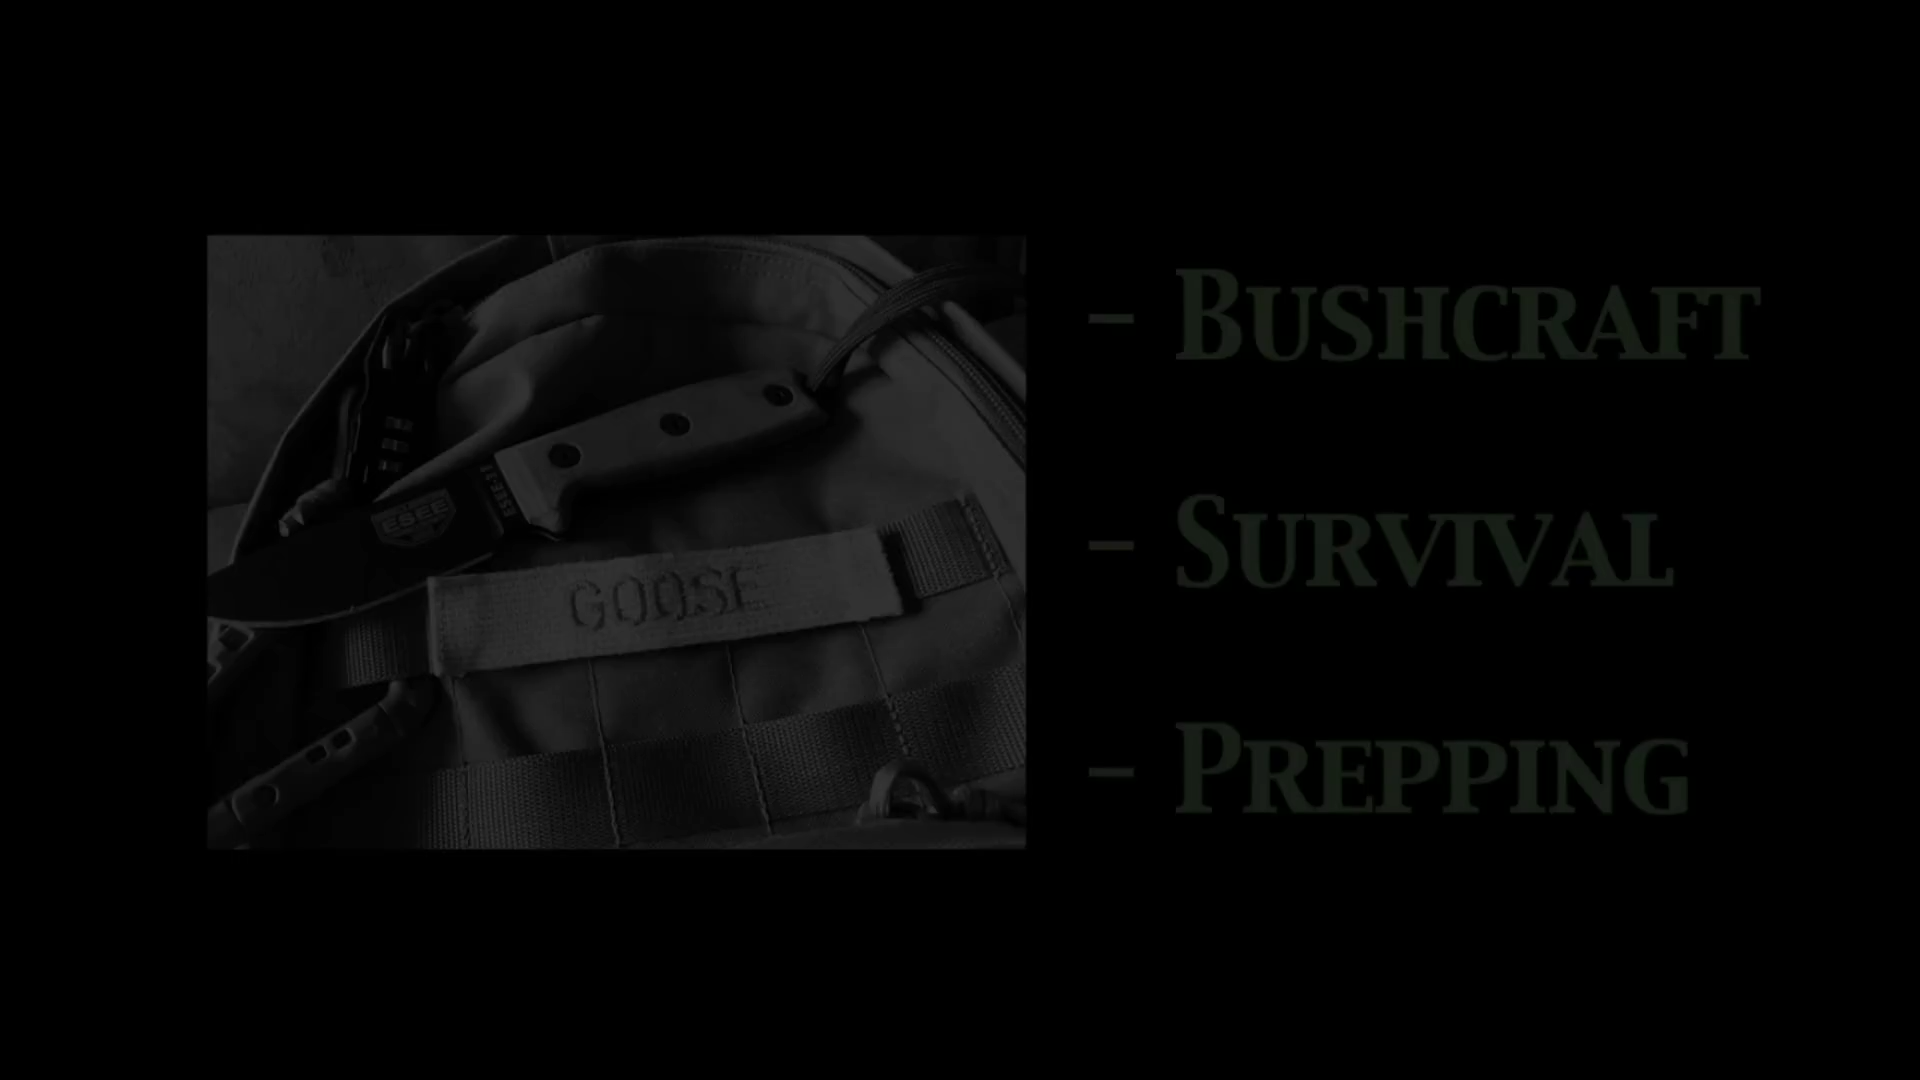 ESEE
GOOSE
- BUSHCRAFT
- SURVIVAL
- PREPPING